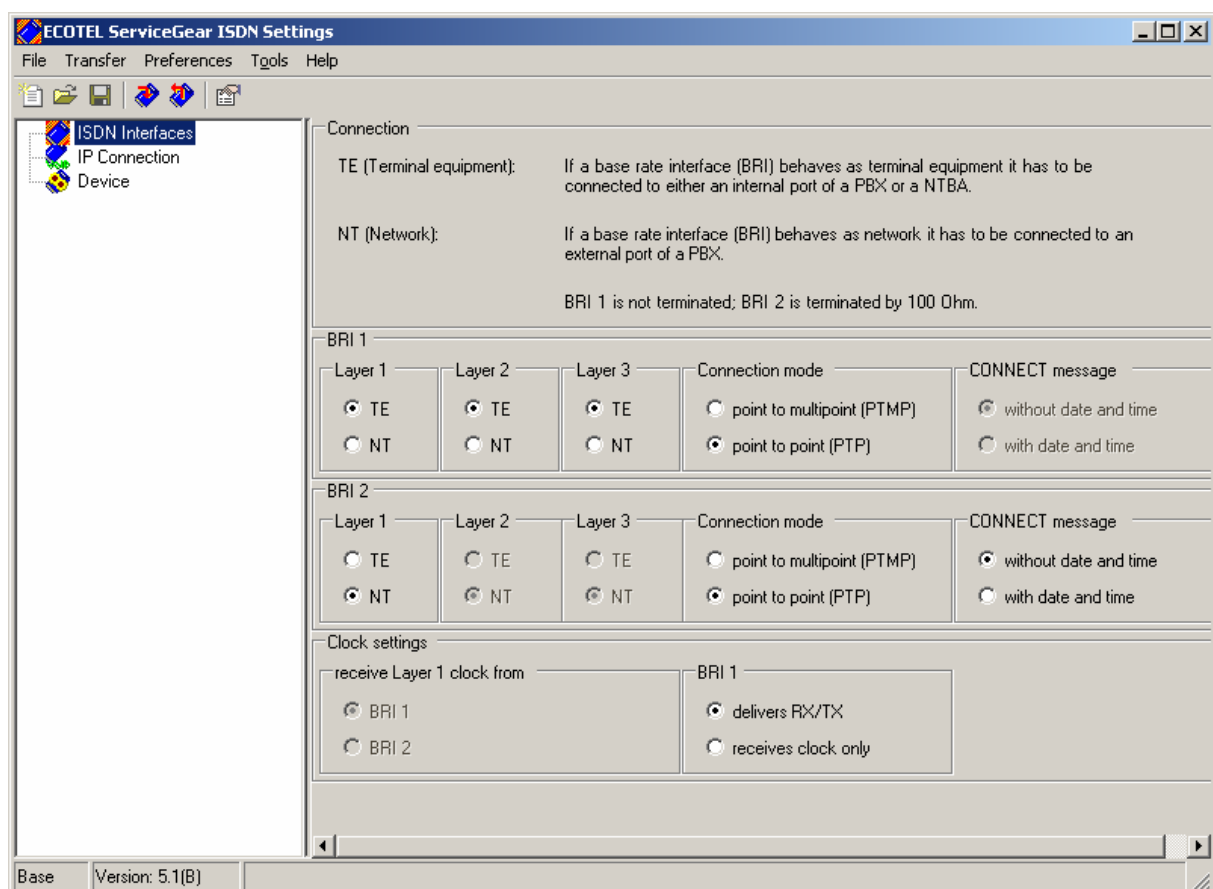 ECOTEL ServiceGear ISDN Settings
File Transfer Preferences Tools Help
ISDN Interfaces
IP Connection
Device
Connection
TE (Terminal equipment): If a base rate interface (BRI) behaves as terminal equipment it has to be
connected to either an internal port of a PBX or a NTBA.
NT (Network): If a base rate interface (BRI) behaves as network it has to be connected to an
external port of a PBX.
BRI 1 is not terminated; BRI 2 is terminated by 100 Ohm.
BRI 1
Layer 1 Layer 2 Layer 3 Connection mode CONNECT message
TE TE TE point to multipoint (PTMP) without date and time
NT NT NT point to point (PTP) with date and time
BRI 2
Layer 1 Layer 2 Layer 3 Connection mode CONNECT message
TE TE TE point to multipoint (PTMP) without date and time
NT NT NT point to point (PTP) with date and time
Clock settings
receive Layer 1 clock from BRI 1
BRI 1 delivers RX/TX
BRI 2 receives clock only
Base Version: 5.1(B)